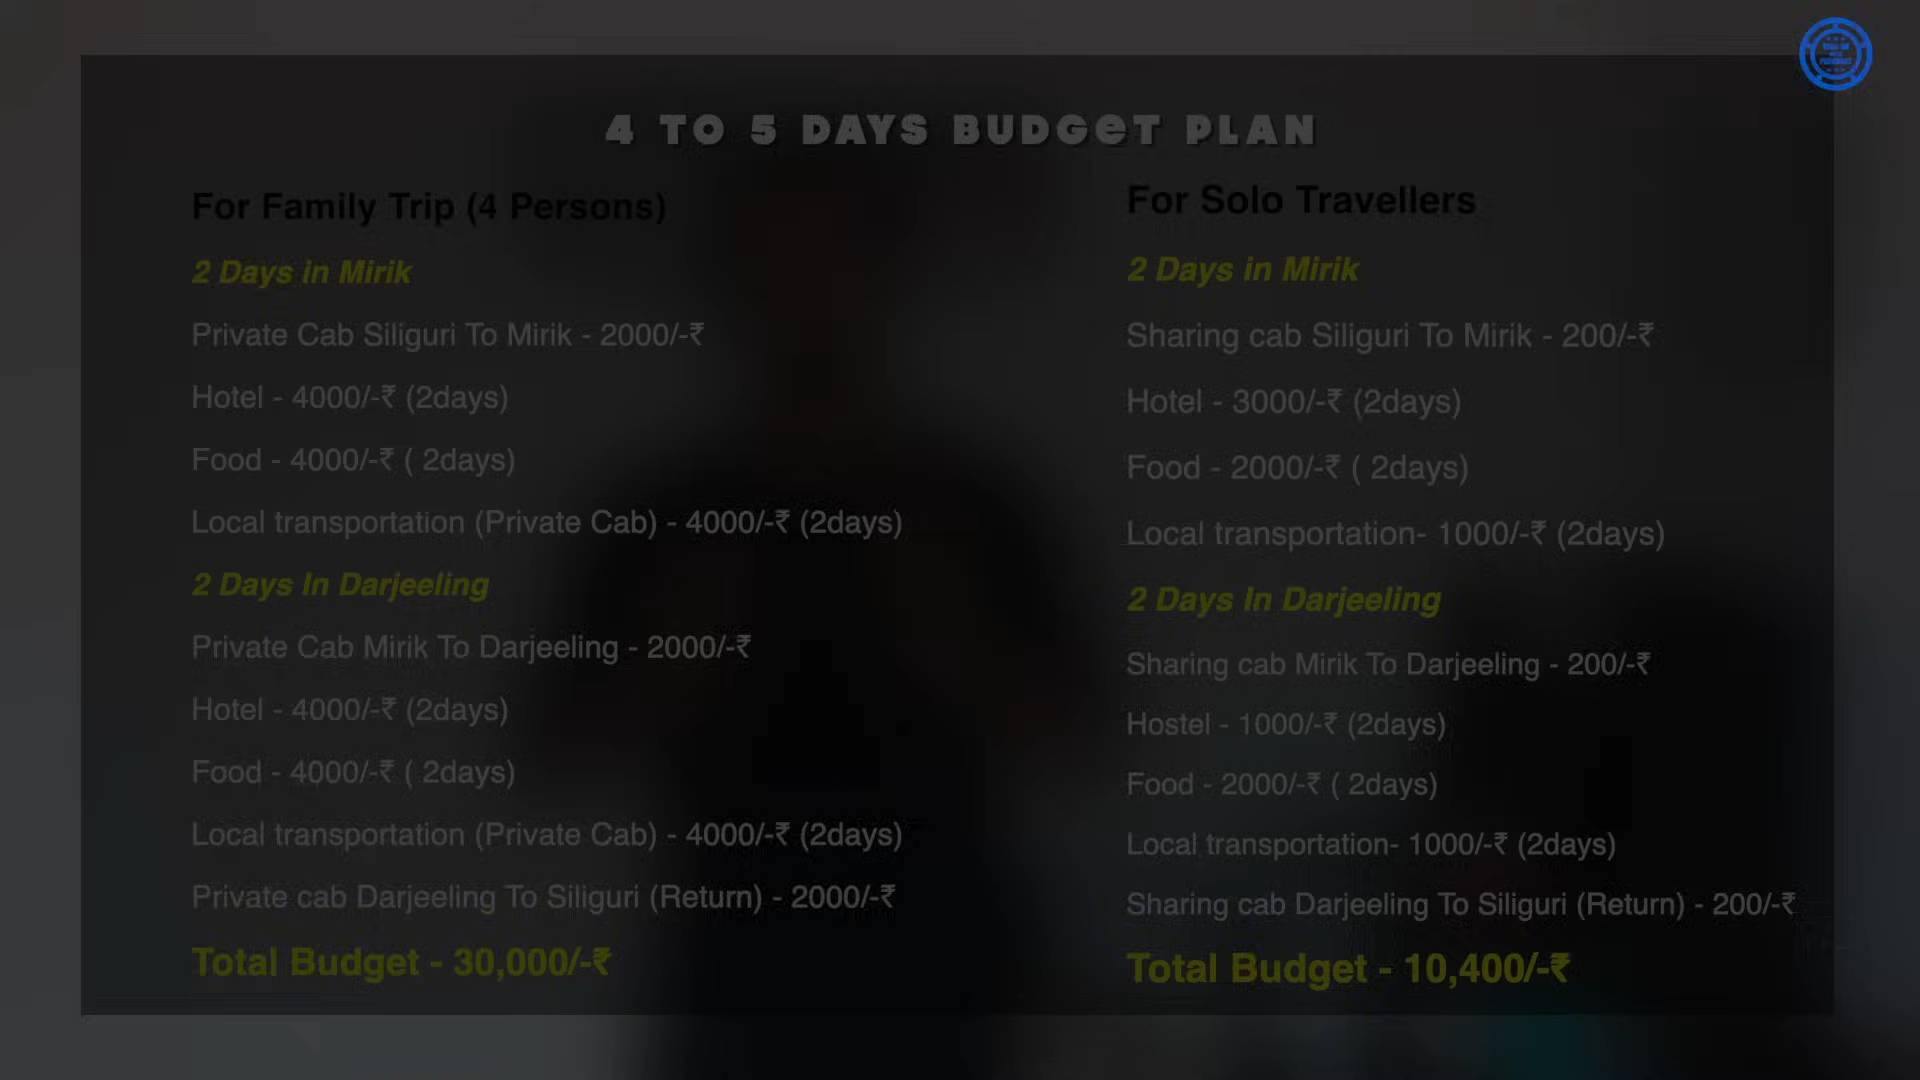 4 TO 5 DAYS BUDGET PLAN
For Family Trip (4 Persons)
2 Days in Mirik
Private Cab Siliguri To Mirik - 2000/-₹
Hotel - 4000/-₹ (2days)
Food - 4000/-₹ ( 2days)
Local transportation (Private Cab) - 4000/-₹ (2days)
2 Days In Darjeeling
Private Cab Mirik To Darjeeling - 2000/-₹
Hotel - 4000/-₹ (2days)
Food - 4000/-₹ ( 2days)
Local transportation (Private Cab) - 4000/-₹ (2days)
Private cab Darjeeling To Siliguri (Return) - 2000/-₹
Total Budget - 30,000/-₹
For Solo Travellers
2 Days in Mirik
Sharing cab Siliguri To Mirik - 200/-₹
Hotel - 3000/-₹ (2days)
Food - 2000/-₹ ( 2days)
Local transportation- 1000/-₹ (2days)
2 Days In Darjeeling
Sharing cab Mirik To Darjeeling - 200/-₹
Hostel - 1000/-₹ (2days)
Food - 2000/-₹ ( 2days)
Local transportation- 1000/-₹ (2days)
Sharing cab Darjeeling To Siliguri (Return) - 200/-₹
Total Budget - 10,400/-₹